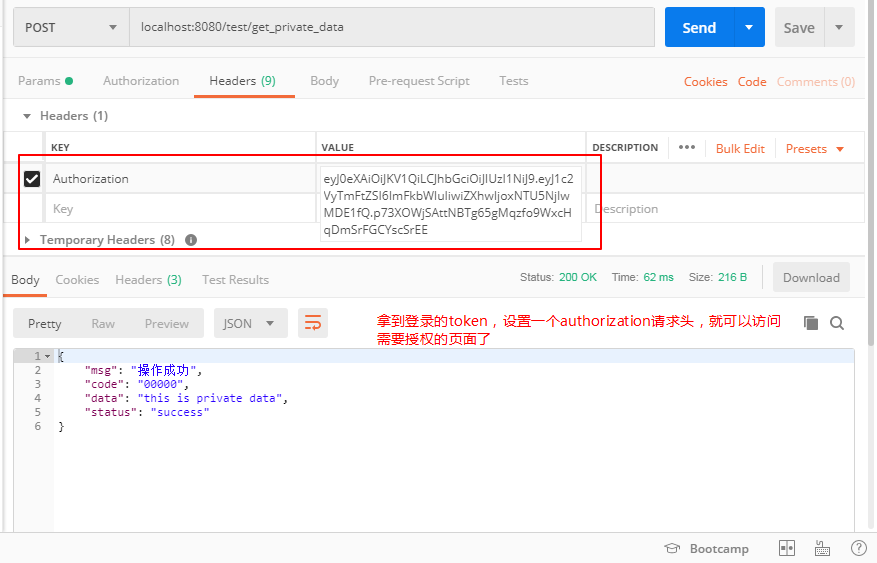 POST localhost:8080/test/get_private_data Send Save
Params Authorization Headers (9) Body Pre-request Script Tests Cookies Code Comments (0)
Headers (1)
KEY VALUE DESCRIPTION ••• Bulk Edit Presets
Authorization
eyJ0eXAiOiJKV1QiLCJhbGciOiJIUzI1NiJ9.eyJ1c2
VyTmFtZSI6ImFkbWluIiwiZXhwIjoxNTU5NjIw
MDE1fQ.p73XOWjSAttNBTg65gMqzfo9WxcH
qDmSrFGCYscSrEE
Key Description
Temporary Headers (8)
Body Cookies Headers (3) Test Results Status: 200 OK Time: 62 ms Size: 216 B Download
Pretty Raw Preview JSON
拿到登录的token，设置一个authorization请求头，就可以访问
需要授权的页面了
1 {
2 "msg": "操作成功",
3 "code": "00000",
4 "data": "this is private data",
5 "status": "success"
6 }
Bootcamp